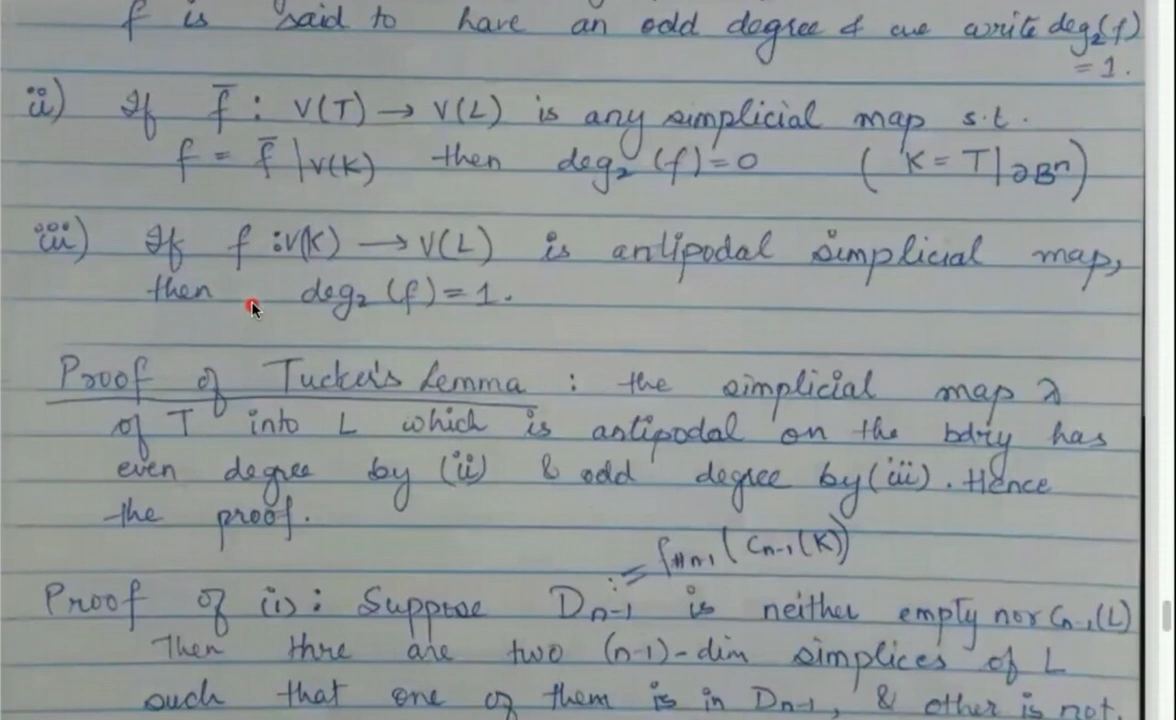 f is said to have an odd degree & we write deg₂(f)
= 1.
ii) If f̄ : V(T) → V(L) is any simplicial map s.t.
f = f̄ |V(K) then deg₂ (f) = 0 ( K = T|∂Bⁿ)
iii) If f : V(K) → V(L) is antipodal simplicial map,
then deg₂ (f) = 1.
Proof of Tucker's Lemma : the simplicial map λ
of T into L which is antipodal on the bdry has
even degree by (ii) & odd degree by (iii). Hence
the proof.
:= f#n-1 (Cn-1(K))
Proof of (i) : Suppose Dn-1 is neither empty nor Cn-1(L)
Then thre are two (n-1)-dim simplices of L
such that one of them is in Dn-1, & other is not.